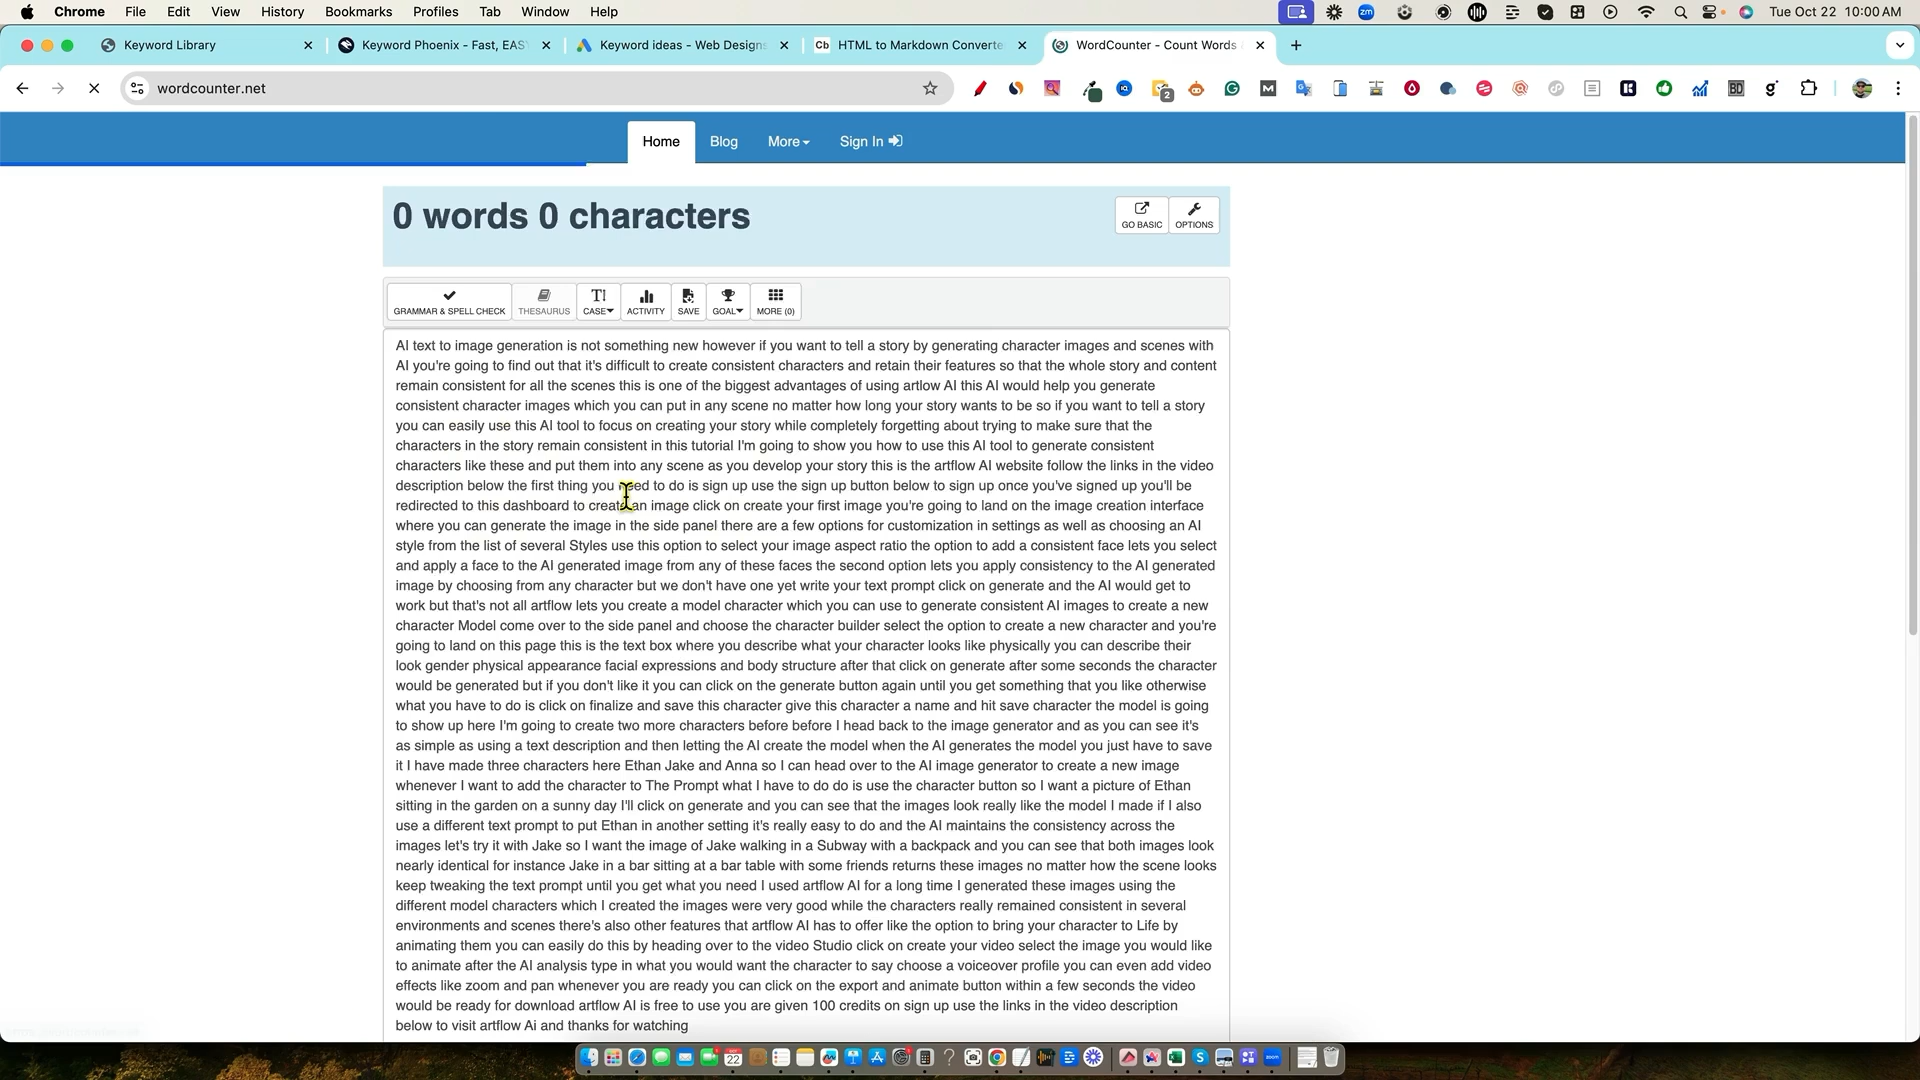 Chrome File Edit View History Bookmarks Profiles Tab Window Help
zm
Tue Oct 22 10:00 AM
Keyword Library
Keyword Phoenix - Fast, EAS
Keyword ideas - Web Designs
Cb HTML to Markdown Converte
WordCounter - Count Words
wordcounter.net
Home Blog More Sign In
0 words 0 characters
GO BASIC OPTIONS
GRAMMAR & SPELL CHECK THESAURUS CASE ACTIVITY SAVE GOAL MORE (0)
AI text to image generation is not something new however if you want to tell a story by generating character images and scenes with
AI you're going to find out that it's difficult to create consistent characters and retain their features so that the whole story and content
remain consistent for all the scenes this is one of the biggest advantages of using artlow AI this AI would help you generate
consistent character images which you can put in any scene no matter how long your story wants to be so if you want to tell a story
you can easily use this AI tool to focus on creating your story while completely forgetting about trying to make sure that the
characters in the story remain consistent in this tutorial I'm going to show you how to use this AI tool to generate consistent
characters like these and put them into any scene as you develop your story this is the artflow AI website follow the links in the video
description below the first thing you need to do is sign up use the sign up button below to sign up once you've signed up you'll be
redirected to this dashboard to create an image click on create your first image you're going to land on the image creation interface
where you can generate the image in the side panel there are a few options for customization in settings as well as choosing an AI
style from the list of several Styles use this option to select your image aspect ratio the option to add a consistent face lets you select
and apply a face to the AI generated image from any of these faces the second option lets you apply consistency to the AI generated
image by choosing from any character but we don't have one yet write your text prompt click on generate and the AI would get to
work but that's not all artflow lets you create a model character which you can use to generate consistent AI images to create a new
character Model come over to the side panel and choose the character builder select the option to create a new character and you're
going to land on this page this is the text box where you describe what your character looks like physically you can describe their
look gender physical appearance facial expressions and body structure after that click on generate after some seconds the character
would be generated but if you don't like it you can click on the generate button again until you get something that you like otherwise
what you have to do is click on finalize and save this character give this character a name and hit save character the model is going
to show up here I'm going to create two more characters before before I head back to the image generator and as you can see it's
as simple as using a text description and then letting the AI create the model when the AI generates the model you just have to save
it I have made three characters here Ethan Jake and Anna so I can head over to the AI image generator to create a new image
whenever I want to add the character to The Prompt what I have to do do is use the character button so I want a picture of Ethan
sitting in the garden on a sunny day I'll click on generate and you can see that the images look really like the model I made if I also
use a different text prompt to put Ethan in another setting it's really easy to do and the AI maintains the consistency across the
images let's try it with Jake so I want the image of Jake walking in a Subway with a backpack and you can see that both images look
nearly identical for instance Jake in a bar sitting at a bar table with some friends returns these images no matter how the scene looks
keep tweaking the text prompt until you get what you need I used artflow AI for a long time I generated these images using the
different model characters which I created the images were very good while the characters really remained consistent in several
environments and scenes there's also other features that artflow AI has to offer like the option to bring your character to Life by
animating them you can easily do this by heading over to the video Studio click on create your video select the image you would like
to animate after the AI analysis type in what you would want the character to say choose a voiceover profile you can even add video
effects like zoom and pan whenever you are ready you can click on the export and animate button within a few seconds the video
would be ready for download artflow AI is free to use you are given 100 credits on sign up use the links in the video description
below to visit artflow Ai and thanks for watching